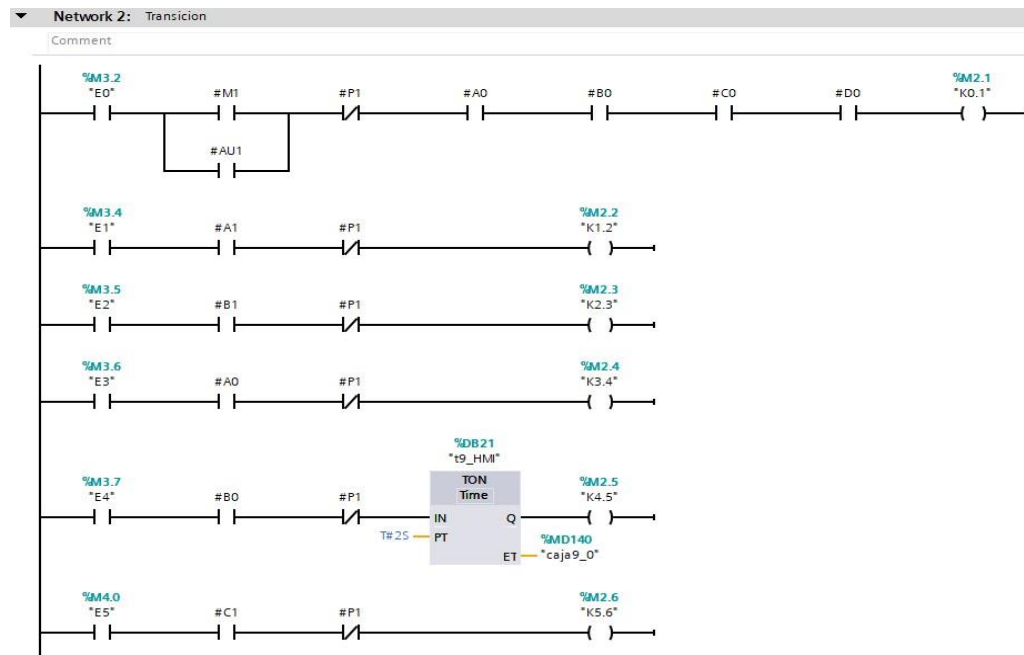 Network 2: Transicion
Comment
%M3.2
"E0" #M1 #P1 #A0 #B0 #C0 #D0
%M2.1
"K0.1"
#AU1
%M3.4
"E1" #A1 #P1
%M2.2
"K1.2"
%M3.5
"E2" #B1 #P1
%M2.3
"K2.3"
%M3.6
"E3" #A0 #P1
%M2.4
"K3.4"
%DB21
"t9_HMI"
%M3.7
"E4" #B0 #P1
TON
Time
IN Q
T#2S PT
ET
%M2.5
"K4.5"
%MD140
"caja9_0"
%M4.0
"E5" #C1 #P1
%M2.6
"K5.6"